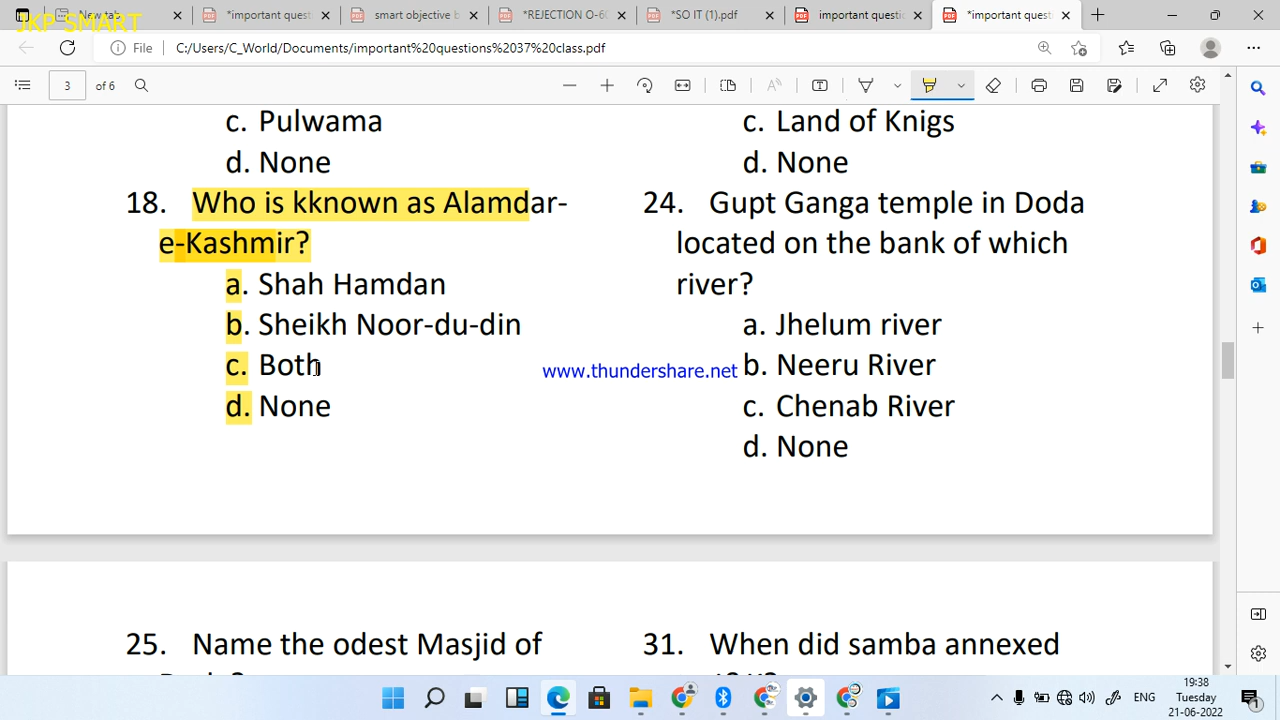 JKP SMART
New tab
*important quest
smart objective b
*REJECTION O-60
*SO IT (1).pdf
important questio
*important quest
File
C:/Users/C_World/Documents/important%20questions%2037%20class.pdf
3
of 6
c. Pulwama
d. None
18. Who is kknown as Alamdar-
e-Kashmir?
a. Shah Hamdan
b. Sheikh Noor-du-din
c. Both
d. None
www.thundershare.net
c. Land of Knigs
d. None
24. Gupt Ganga temple in Doda
located on the bank of which
river?
a. Jhelum river
b. Neeru River
c. Chenab River
d. None
25. Name the odest Masjid of
31. When did samba annexed
ENG
19:38
Tuesday
21-06-2022
1